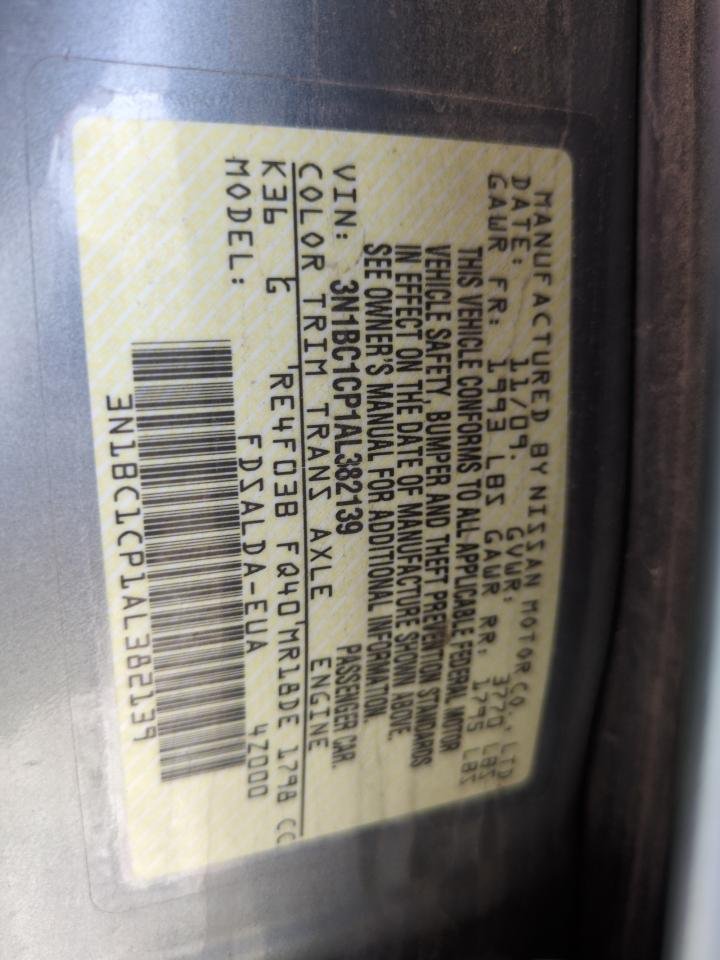 MANUFACTURED BY NISSAN MOTOR CO., LTD.
DATE: 11/09. GVWR: 3770 LBS
GAWR FR: 1993 LBS GAWR RR: 1795 LBS
THIS VEHICLE CONFORMS TO ALL APPLICABLE FEDERAL MOTOR
VEHICLE SAFETY, BUMPER AND THEFT PREVENTION STANDARDS
IN EFFECT ON THE DATE OF MANUFACTURE SHOWN ABOVE.
SEE OWNER'S MANUAL FOR ADDITIONAL INFORMATION.
VIN: 3N1BC1CP1AL382139 PASSENGER CAR.
COLOR TRIM TRANS AXLE ENGINE
K36 G RE4F03B FQ40 MR18DE 1798 CC
MODEL: FDSALDA-EUA 4Z000
3N1BC1CP1AL382139